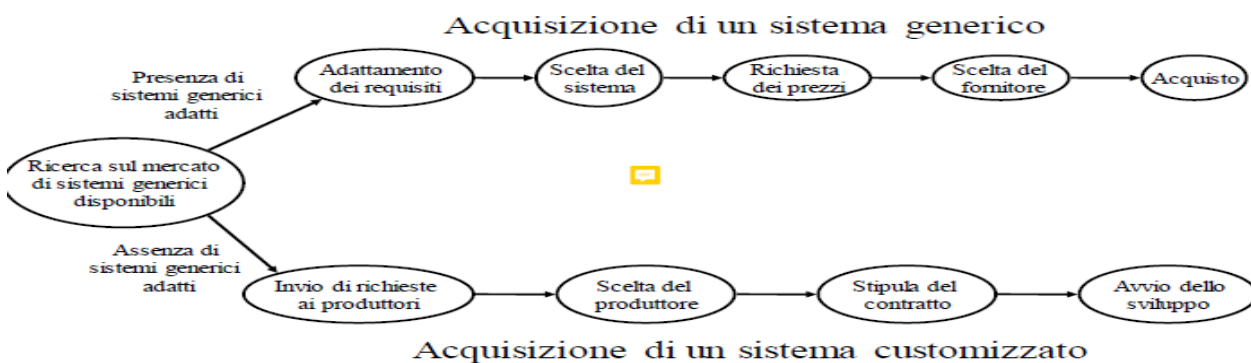 Acquisizione di un sistema generico
Presenza di
sistemi generici
adatti
Adattamento
dei requisiti
Scelta del
sistema
Richiesta
dei prezzi
Scelta del
fornitore
Acquisto
Ricerca sul mercato
di sistemi generici
disponibili
Assenza di
sistemi generici
adatti
Invio di richieste
ai produttori
Scelta del
produttore
Stipula del
contratto
Avvio dello
sviluppo
Acquisizione di un sistema customizzato